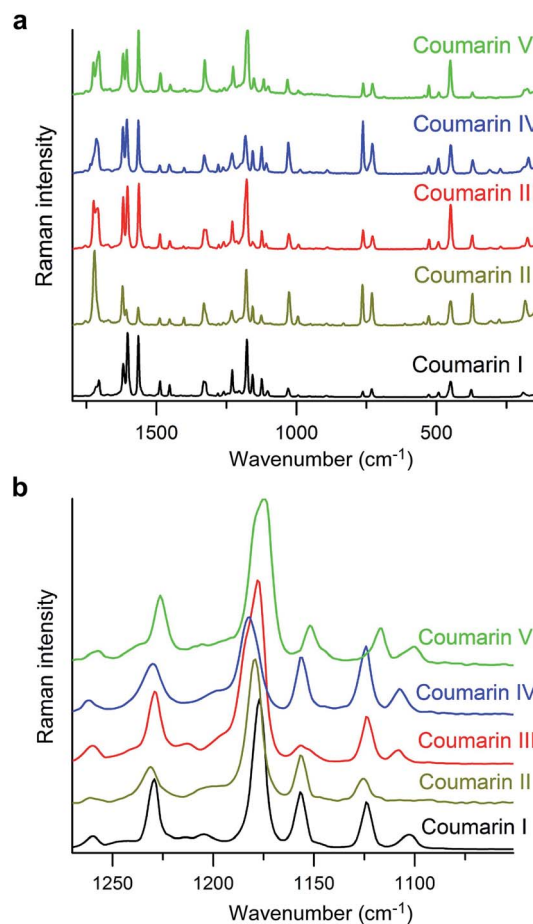 a
Coumarin V
Coumarin IV
Coumarin II
Coumarin II
Coumarin I
Raman intensity
1500 1000 500
Wavenumber (cm-1)
b
Coumarin V
Coumarin IV
Coumarin III
Coumarin II
Coumarin I
Raman intensity
1250 1200 1150 1100
Wavenumber (cm-1)